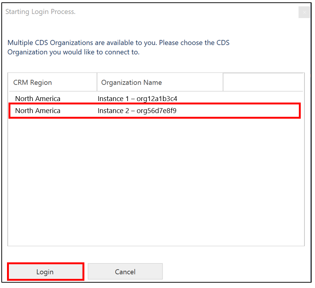 Starting Login Process.
Multiple CDS Organizations are available to you. Please choose the CDS
Organization you would like to connect to.
CRM Region Organization Name
North America Instance 1 – org12a1b3c4
North America Instance 2 – org56d7e8f9
Login Cancel